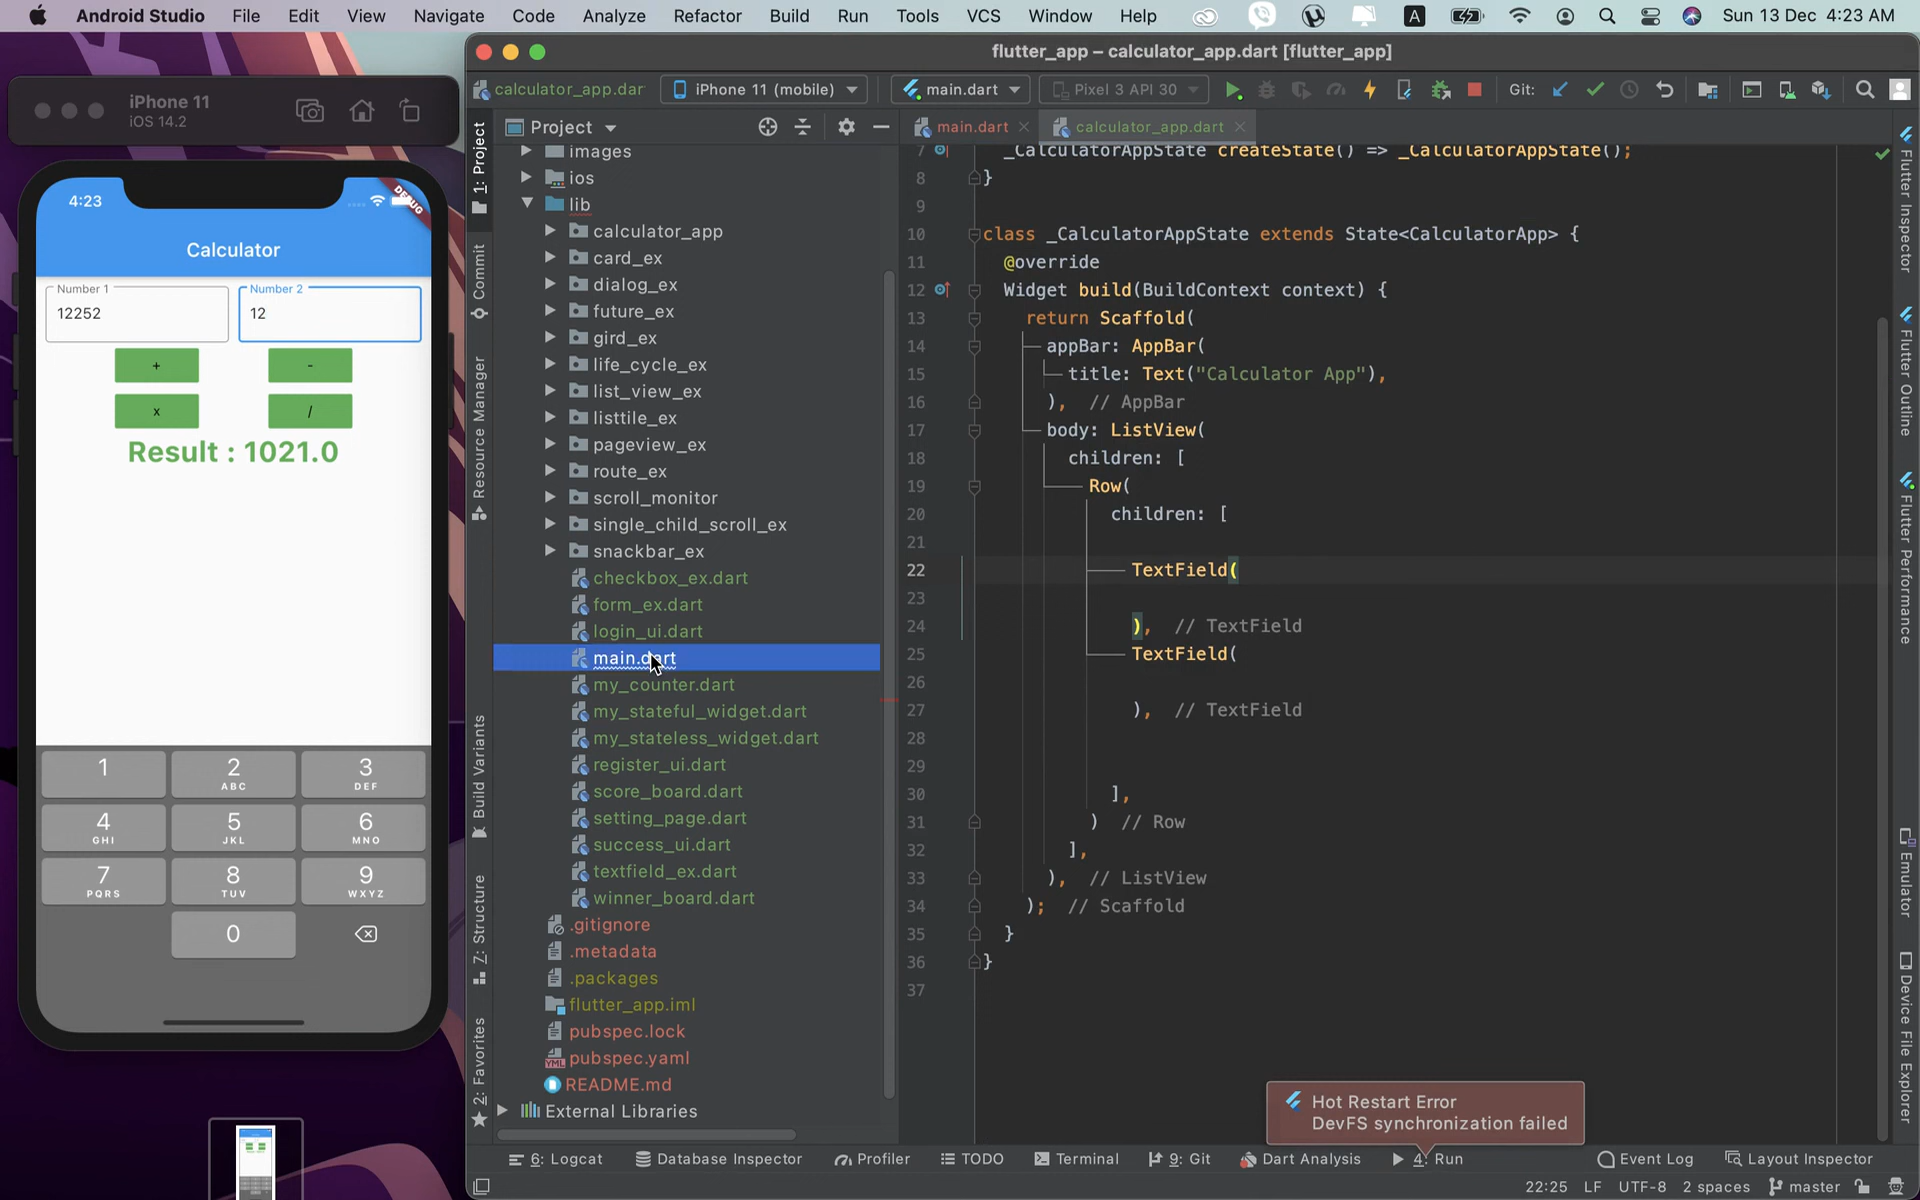 Android Studio File Edit View Navigate Code Analyze Refactor Build Run Tools VCS Window Help A Sun 13 Dec 4:23 AM
flutter_app – calculator_app.dart [flutter_app]
calculator_app.dar iPhone 11 (mobile) main.dart Pixel 3 API 30 Git:
iPhone 11
iOS 14.2
4:23
DEBUG
Calculator
Number 1
12252
Number 2
12
+
-
x
/
Result : 1021.0
1
2
ABC
3
DEF
4
GHI
5
JKL
6
MNO
7
PQRS
8
TUV
9
WXYZ
0
1: Project
Commit
Resource Manager
Build Variants
7: Structure
2: Favorites
Project
images
ios
lib
calculator_app
card_ex
dialog_ex
future_ex
gird_ex
life_cycle_ex
list_view_ex
listtile_ex
pageview_ex
route_ex
scroll_monitor
single_child_scroll_ex
snackbar_ex
checkbox_ex.dart
form_ex.dart
login_ui.dart
main.dart
my_counter.dart
my_stateful_widget.dart
my_stateless_widget.dart
register_ui.dart
score_board.dart
setting_page.dart
success_ui.dart
textfield_ex.dart
winner_board.dart
.gitignore
.metadata
.packages
flutter_app.iml
pubspec.lock
YML pubspec.yaml
README.md
External Libraries
main.dart calculator_app.dart
7 _CalculatorAppState createState() => _CalculatorAppState();
8 }
9
10 class _CalculatorAppState extends State<CalculatorApp> {
11 @override
12 Widget build(BuildContext context) {
13 return Scaffold(
14 appBar: AppBar(
15 title: Text("Calculator App"),
16 ), // AppBar
17 body: ListView(
18 children: [
19 Row(
20 children: [
21
22 TextField(
23
24 ), // TextField
25 TextField(
26
27 ), // TextField
28
29
30 ],
31 ) // Row
32 ],
33 ), // ListView
34 ); // Scaffold
35 }
36 }
37
Flutter Inspector
Flutter Outline
Flutter Performance
Emulator
Device File Explorer
Hot Restart Error
DevFS synchronization failed
6: Logcat Database Inspector Profiler TODO Terminal 9: Git Dart Analysis 4: Run Event Log Layout Inspector
22:25 LF UTF-8 2 spaces master